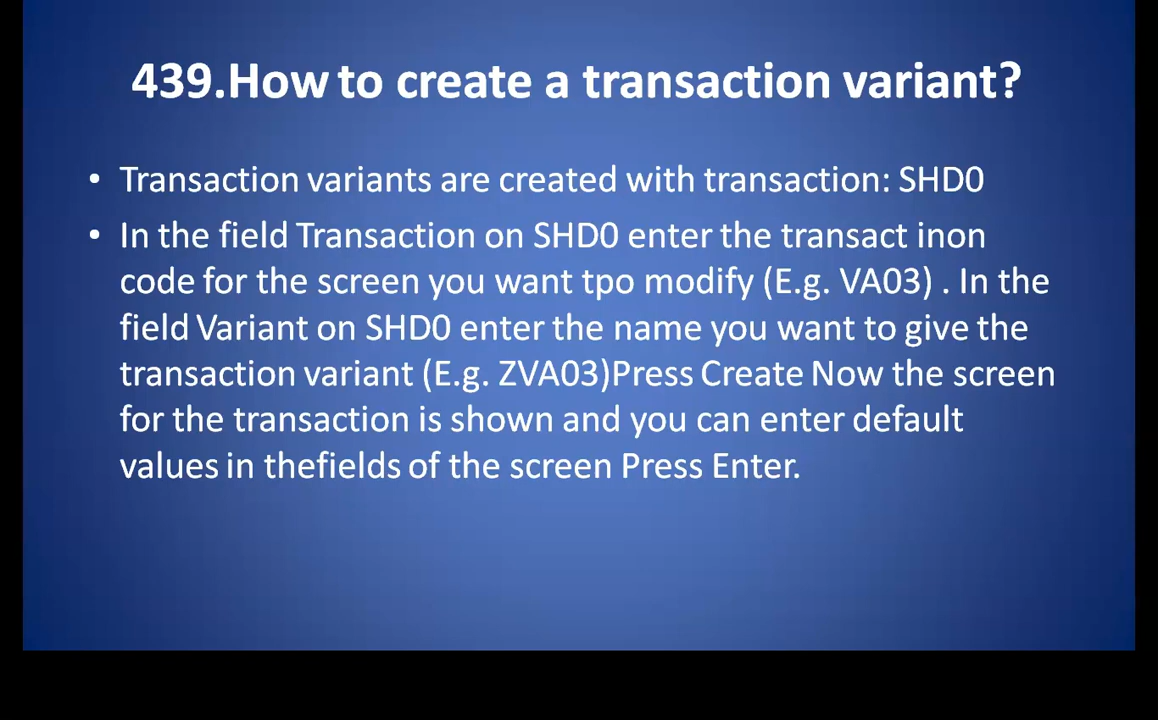 439.How to create a transaction variant?
• Transaction variants are created with transaction: SHD0
• In the field Transaction on SHD0 enter the transact inon
code for the screen you want tpo modify (E.g. VA03) . In the
field Variant on SHD0 enter the name you want to give the
transaction variant (E.g. ZVA03)Press Create Now the screen
for the transaction is shown and you can enter default
values in thefields of the screen Press Enter.